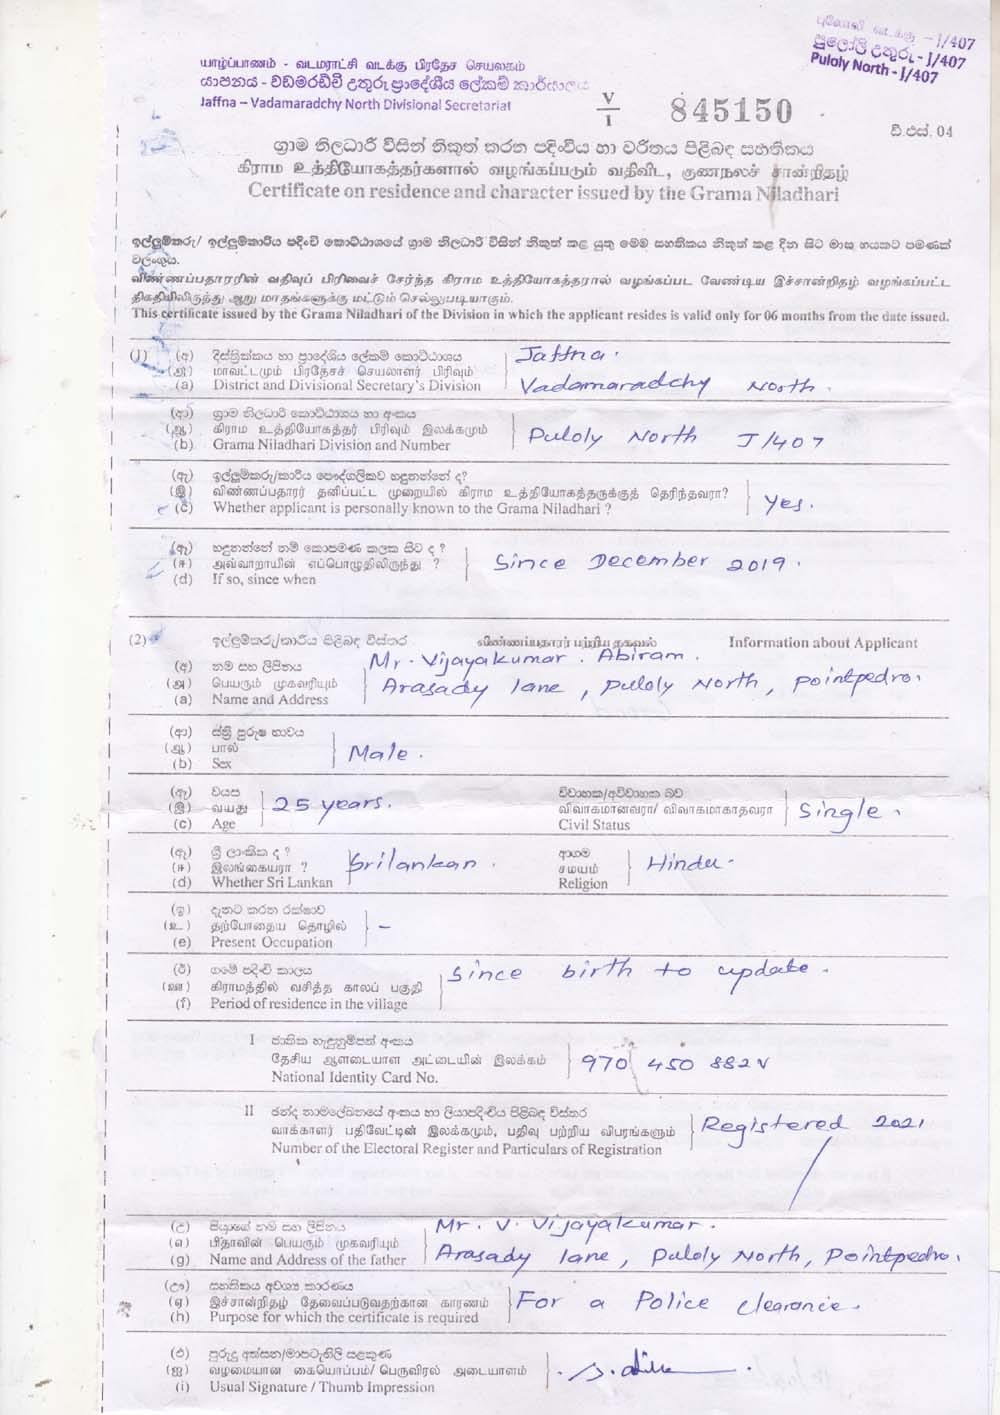 புலோலி வடக்கு - J/407
පුලෝලි උතුරු - J/407
Puloly North - J/407
யாழ்ப்பாணம் - வடமராட்சி வடக்கு பிரதேச செயலகம்
යාපනය - වඩමරච්චි උතුරු ප්‍රාදේශීය ලේකම් කාර්යාලය
Jaffna – Vadamaradchy North Divisional Secretariat
V/1 845150
ඩී.එස්. 04
ග්‍රාම නිලධාරී විසින් නිකුත් කරන පදිංචිය හා චරිතය පිළිබඳ සහතිකය
கிராம உத்தியோகத்தர்களால் வழங்கப்படும் வதிவிட, குணநலச் சான்றிதழ்
Certificate on residence and character issued by the Grama Niladhari
ඉල්ලුම්කරු/ ඉල්ලුම්කාරිය පදිංචි කොට්ඨාශයේ ග්‍රාම නිලධාරී විසින් නිකුත් කළ යුතු මෙම සහතිකය නිකුත් කළ දින සිට මාස හයකට පමණක්
වලංගුය.
விண்ணப்பதாரரின் வதிவுப் பிரிவைச் சேர்ந்த கிராம உத்தியோகத்தரால் வழங்கப்பட வேண்டிய இச்சான்றிதழ் வழங்கப்பட்ட
திகதியிலிருந்து ஆறு மாதங்களுக்கு மட்டும் செல்லுபடியாகும்.
This certificate issued by the Grama Niladhari of the Division in which the applicant resides is valid only for 06 months from the date issued.
(1) (අ) දිස්ත්‍රික්කය හා ප්‍රාදේශීය ලේකම් කොට්ඨාශය Jaffna.
(அ) மாவட்டமும் பிரதேசச் செயலாளர் பிரிவும்
(a) District and Divisional Secretary's Division Vadamaradchy North.
(ආ) ග්‍රාම නිලධාරී කොට්ඨාශය හා අංකය
(ஆ) கிராம உத்தியோகத்தர் பிரிவும் இலக்கமும் Puloly North J/407
(b) Grama Niladhari Division and Number
(ඇ) ඉල්ලුම්කරු/කාරිය පෞද්ගලිකව හඳුනන්නේ ද?
(இ) விண்ணப்பதாரர் தனிப்பட்ட முறையில் கிராம உத்தியோகத்தருக்குத் தெரிந்தவரா? Yes.
(c) Whether applicant is personally known to the Grama Niladhari ?
(ඈ) හඳුනන්නේ නම් කොපමණ කලක සිට ද ?
(ஈ) அவ்வாறாயின் எப்பொழுதிலிருந்து ? Since December 2019.
(d) If so, since when
(2) ඉල්ලුම්කරු/කාරිය පිළිබඳ විස්තර விண்ணப்பதாரர் பற்றிய தகவல் Information about Applicant
(අ) නම සහ ලිපිනය Mr. Vijayakumar. Abiram.
(அ) பெயரும் முகவரியும் Arasady lane, Puloly North, Pointpedro.
(a) Name and Address
(ආ) ස්ත්‍රී පුරුෂ භාවය
(ஆ) பால் Male.
(b) Sex
(ඇ) වයස විවාහක/අවිවාහක බව
(இ) வயது 25 years. விவாகமானவரா/ விவாகமாகாதவரா Single.
(c) Age Civil Status
(ඈ) ශ්‍රී ලාංකික ද ? ආගම
(ஈ) இலங்கையரா ? Srilankan. சமயம் Hindu.
(d) Whether Sri Lankan Religion
(ඉ) දැනට කරන රක්ෂාව
(உ) தற்போதைய தொழில் -
(e) Present Occupation
(ඊ) ගමේ පදිංචි කාලය
(ஊ) கிராமத்தில் வசித்த காலப் பகுதி Since birth to update.
(f) Period of residence in the village
I ජාතික හැඳුනුම්පත් අංකය
தேசிய ஆளடையாள அட்டையின் இலக்கம் 970 450 882V
National Identity Card No.
II ඡන්ද නාමලේඛනයේ අංකය හා ලියාපදිංචිය පිළිබඳ විස්තර
வாக்காளர் பதிவேட்டின் இலக்கமும், பதிவு பற்றிய விபரங்களும் Registered 2021
Number of the Electoral Register and Particulars of Registration
(උ) පියාගේ නම සහ ලිපිනය Mr. V. Vijayakumar.
(எ) பிதாவின் பெயரும் முகவரியும்
(g) Name and Address of the father Arasady lane, Puloly North, Pointpedro.
(ඌ) සහතිකය අවශ්‍ය කාරණය
(ஏ) இச்சான்றிதழ் தேவைப்படுவதற்கான காரணம் For a Police clearance.
(h) Purpose for which the certificate is required
(එ) පුරුදු අත්සන/මාපටැඟිලි සළකුණ
(ஐ) வழமையான கையொப்பம்/ பெருவிரல் அடையாளம்
(i) Usual Signature / Thumb Impression